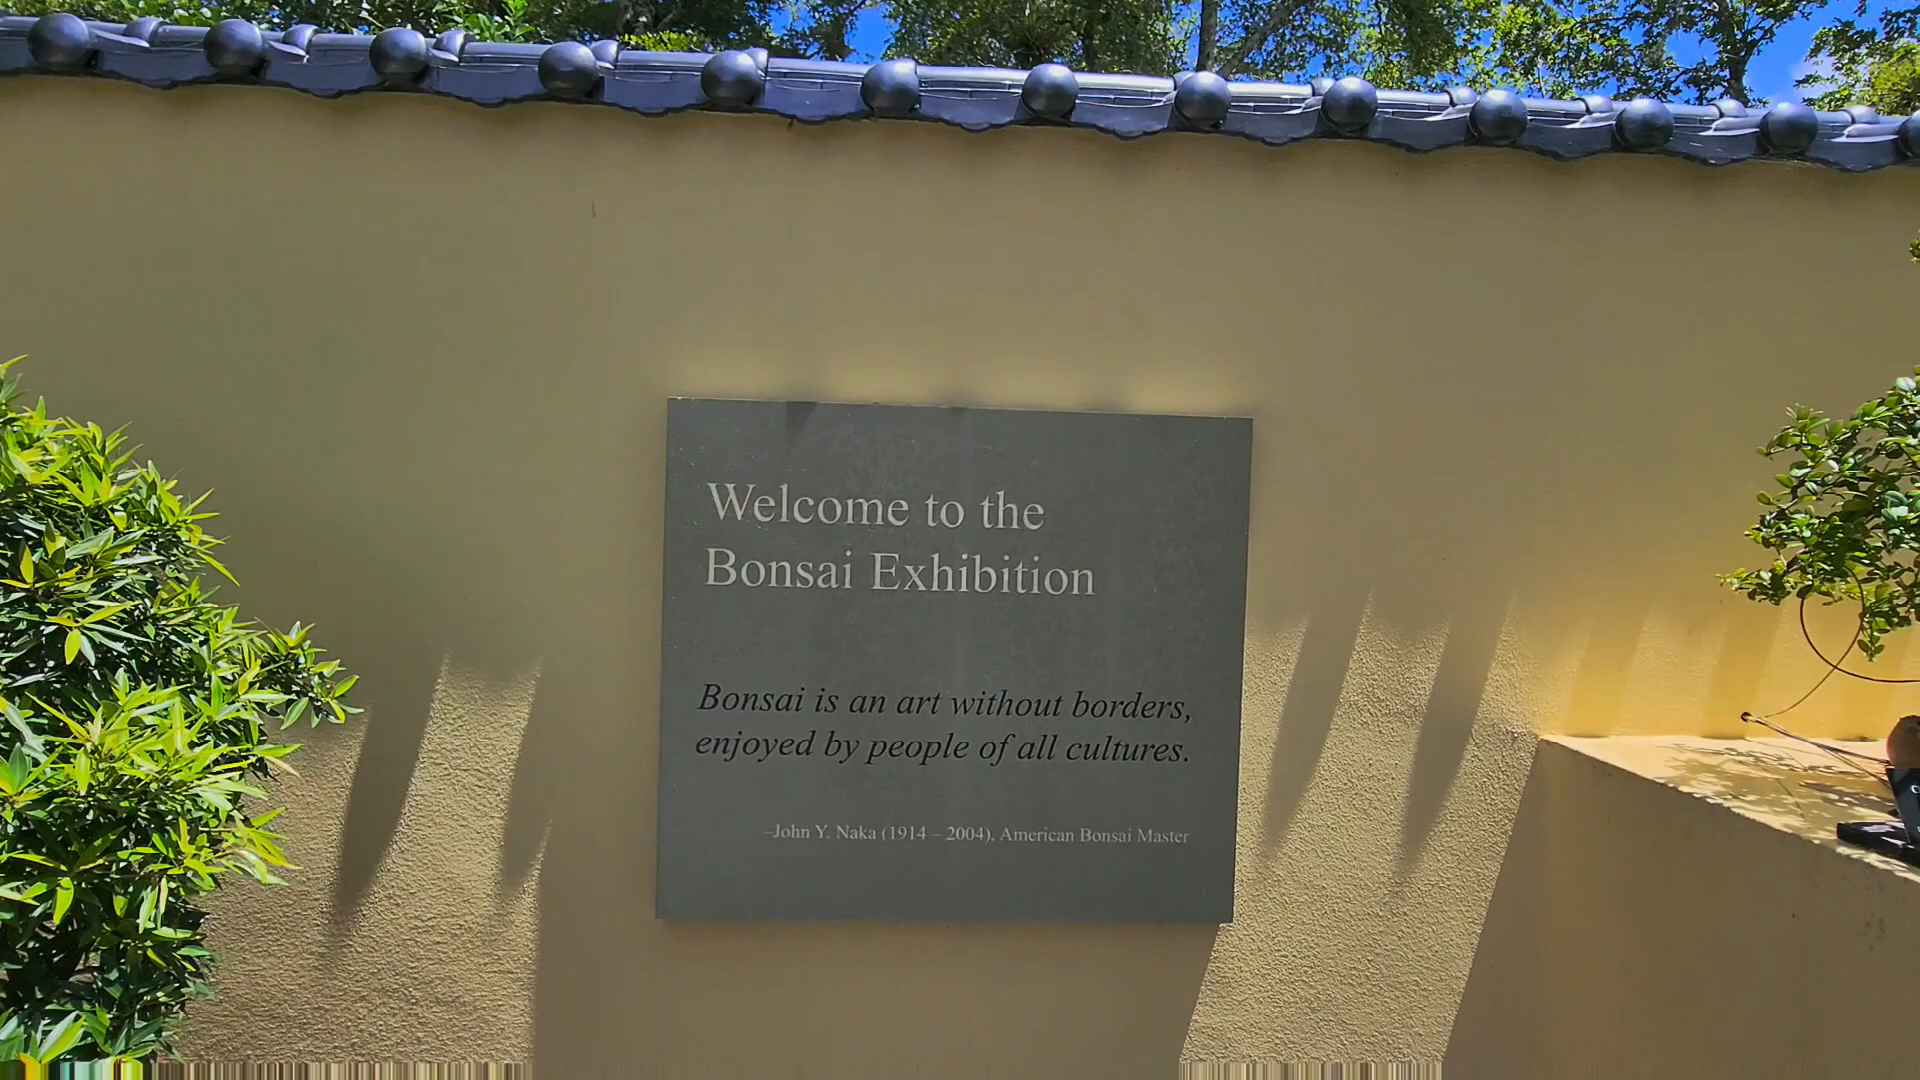 Welcome to the
Bonsai Exhibition
Bonsai is an art without borders,
enjoyed by people of all cultures.
–John Y. Naka (1914 – 2004), American Bonsai Master